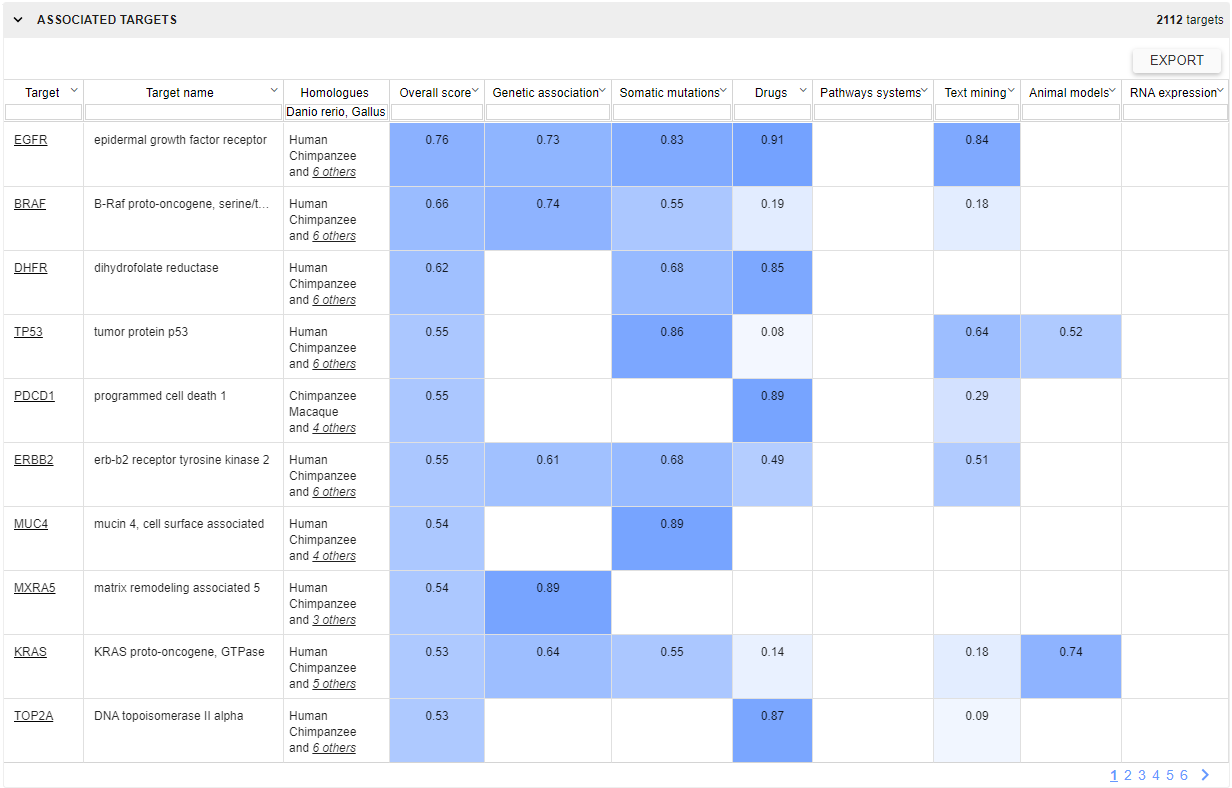 ASSOCIATED TARGETS 2112 targets
EXPORT
Target Target name Homologues Overall score Genetic association Somatic mutations Drugs Pathways systems Text mining Animal models RNA expression
Danio rerio, Gallus
EGFR epidermal growth factor receptor Human 0.76 0.73 0.83 0.91 0.84
Chimpanzee
and 6 others
BRAF B-Raf proto-oncogene, serine/t... Human 0.66 0.74 0.55 0.19 0.18
Chimpanzee
and 6 others
DHFR dihydrofolate reductase Human 0.62 0.68 0.85
Chimpanzee
and 6 others
TP53 tumor protein p53 Human 0.55 0.86 0.08 0.64 0.52
Chimpanzee
and 6 others
PDCD1 programmed cell death 1 Chimpanzee 0.55 0.89 0.29
Macaque
and 4 others
ERBB2 erb-b2 receptor tyrosine kinase 2 Human 0.55 0.61 0.68 0.49 0.51
Chimpanzee
and 6 others
MUC4 mucin 4, cell surface associated Human 0.54 0.89
Chimpanzee
and 4 others
MXRA5 matrix remodeling associated 5 Human 0.54 0.89
Chimpanzee
and 3 others
KRAS KRAS proto-oncogene, GTPase Human 0.53 0.64 0.55 0.14 0.18 0.74
Chimpanzee
and 5 others
TOP2A DNA topoisomerase II alpha Human 0.53 0.87 0.09
Chimpanzee
and 6 others
1 2 3 4 5 6